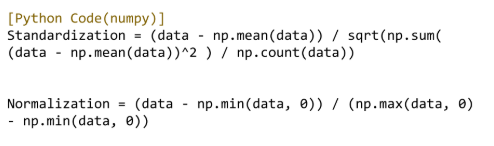 [Python Code(numpy)]
Standardization = (data - np.mean(data)) / sqrt(np.sum(
(data - np.mean(data))^2 ) / np.count(data))
Normalization = (data - np.min(data, 0)) / (np.max(data, 0)
- np.min(data, 0))